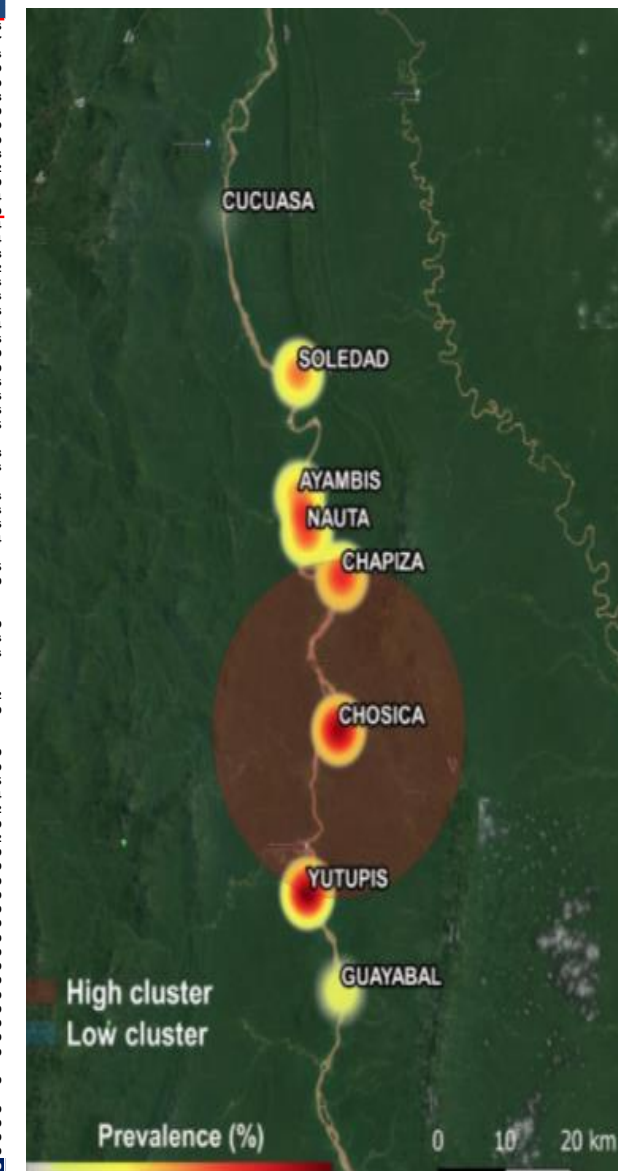 CUCUASA
SOLEDAD
AYAMBIS
NAUTA
CHAPIZA
CHOSICA
YUTUPIS
GUAYABAL
High cluster
Low cluster
Prevalence (%)
0 10 20 km